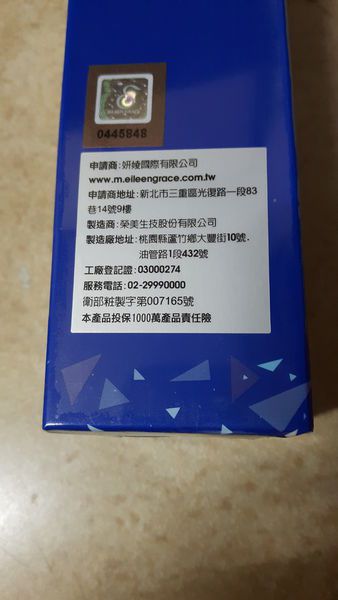 0445848
申請商：妍綾國際有限公司
www.m.eileengrace.com.tw
申請商地址：新北市三重區光復路一段83
巷14號9樓
製造商：榮美生技股份有限公司
製造廠地址：桃園縣蘆竹鄉大豐街10號，
油管路1段432號
工廠登記證：03000274
服務電話：02-29990000
衛部粧製字第007165號
本產品投保1000萬產品責任險